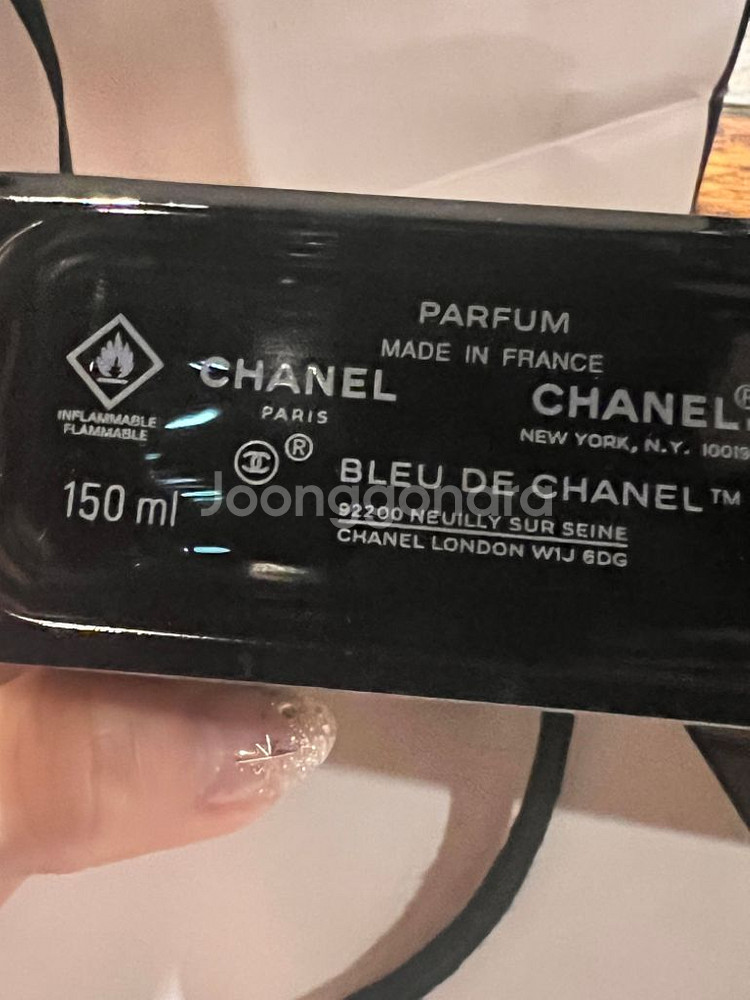 PARFUM
MADE IN FRANCE
INFLAMMABLE
FLAMMABLE
CHANEL
PARIS
®
CHANEL®
NEW YORK, N.Y. 10019
150 ml
BLEU DE CHANEL™
92200 NEUILLY SUR SEINE
CHANEL LONDON W1J 6DG
Joonggonara